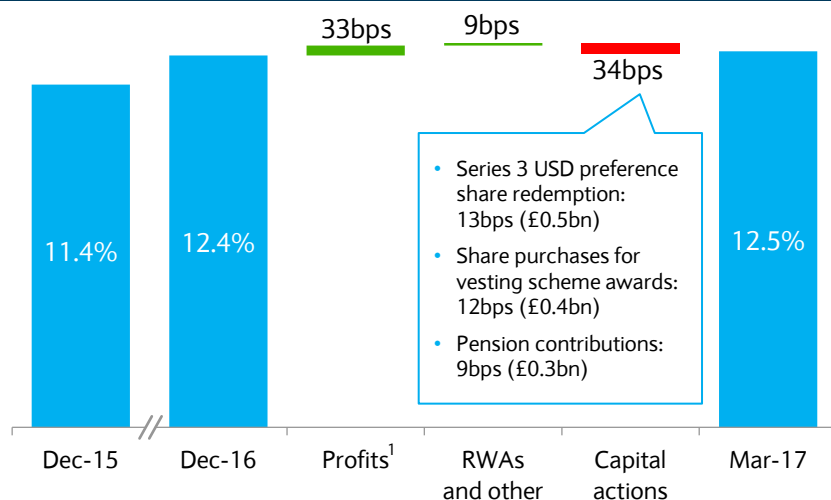 33bps
9bps
34bps
• Series 3 USD preference
share redemption:
13bps (£0.5bn)
• Share purchases for
vesting scheme awards:
12bps (£0.4bn)
• Pension contributions:
9bps (£0.3bn)
11.4%
12.4%
12.5%
Dec-15
Dec-16
Profits¹
RWAs
and other
Capital
actions
Mar-17